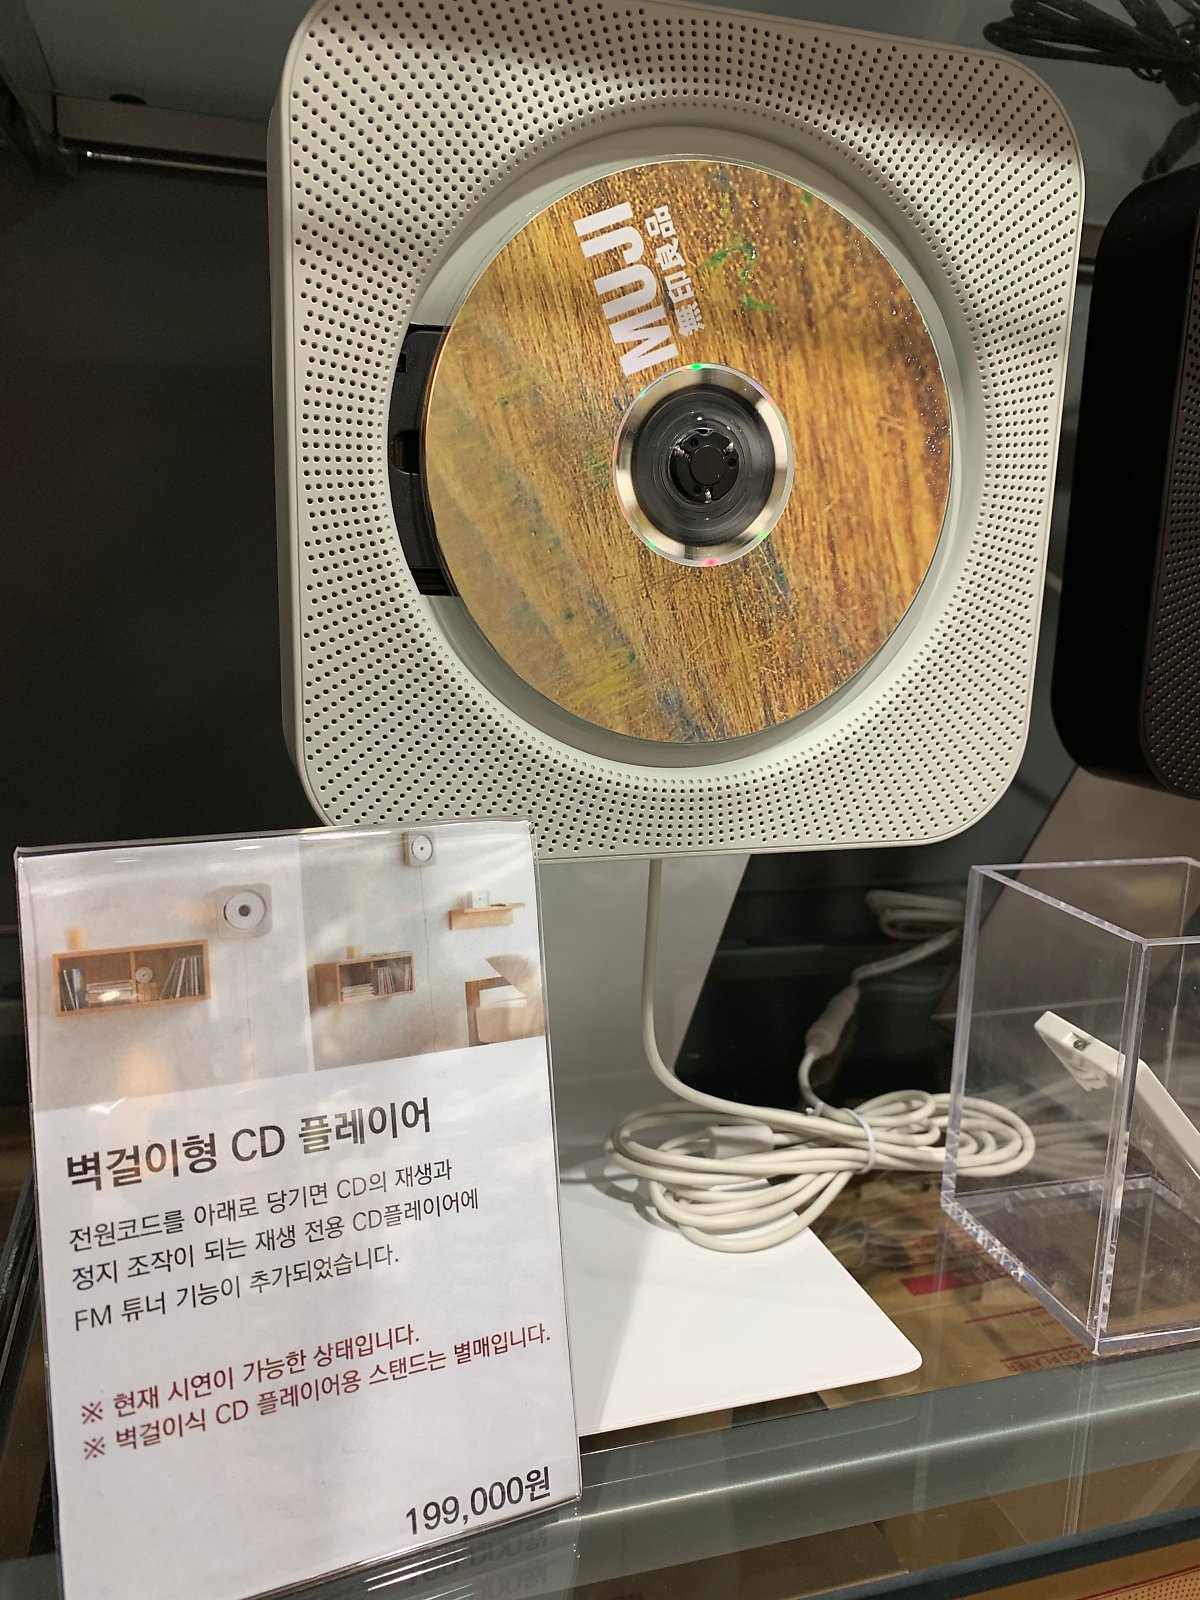 MUJI
無印良品
벽걸이형 CD 플레이어
전원코드를 아래로 당기면 CD의 재생과
정지 조작이 되는 재생 전용 CD플레이어에
FM 튜너 기능이 추가되었습니다.
※ 현재 시연이 가능한 상태입니다.
※ 벽걸이식 CD 플레이어용 스탠드는 별매입니다.
199,000원